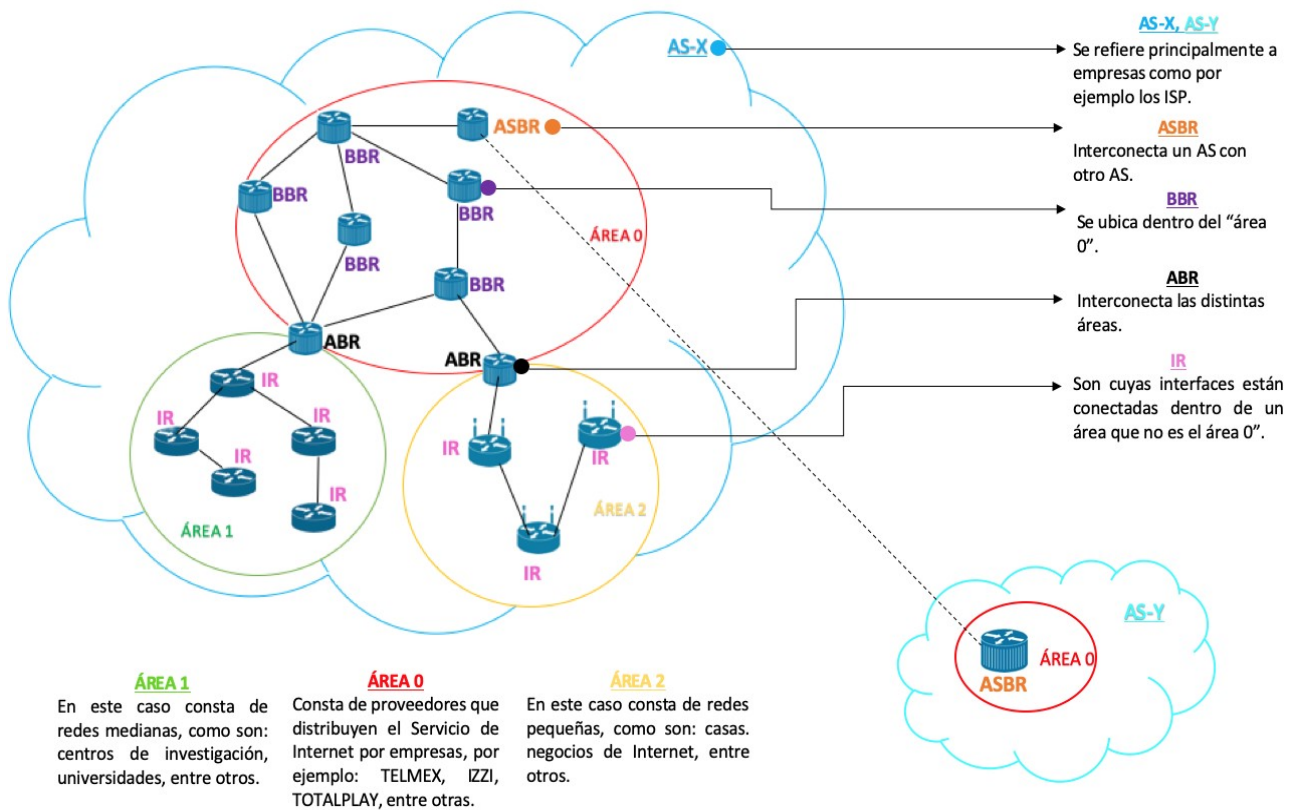 AS-X
ASBR
BBR
BBR
BBR
BBR
ÁREA 0
BBR
ABR
ABR
IR
IR
IR
IR
IR
ÁREA 1
IR
IR
ÁREA 2
IR
AS-X, AS-Y
Se refiere principalmente a
empresas como por
ejemplo los ISP.
ASBR
Interconecta un AS con
otro AS.
BBR
Se ubica dentro del “área
0”.
ABR
Interconecta las distintas
áreas.
IR
Son cuyas interfaces están
conectadas dentro de un
área que no es el área 0”.
AS-Y
ÁREA 0
ASBR
ÁREA 1
En este caso consta de
redes medianas, como son:
centros de investigación,
universidades, entre otros.
ÁREA 0
Consta de proveedores que
distribuyen el Servicio de
Internet por empresas, por
ejemplo: TELMEX, IZZI,
TOTALPLAY, entre otras.
ÁREA 2
En este caso consta de redes
pequeñas, como son: casas.
negocios de Internet, entre
otros.